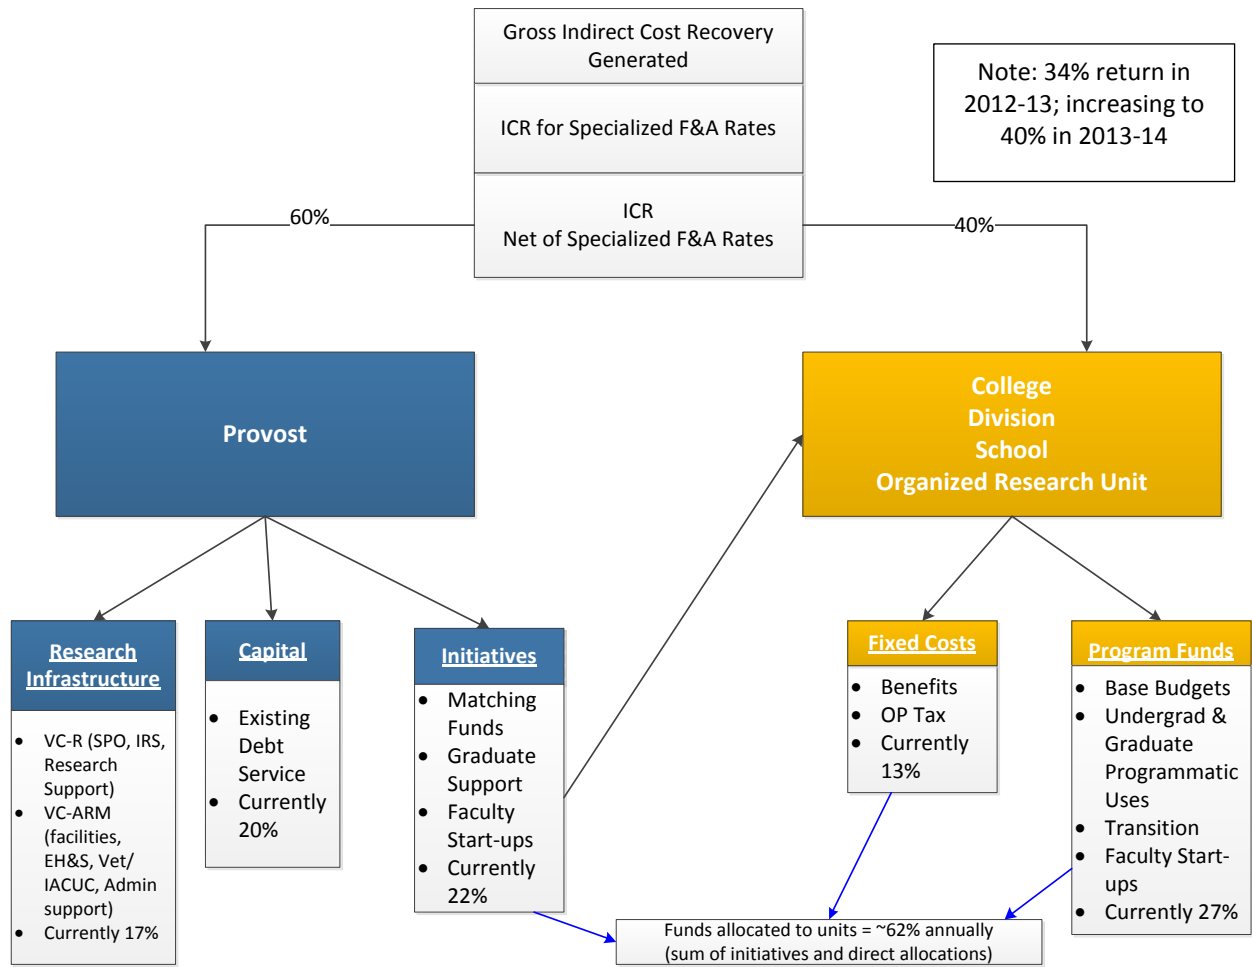 Gross Indirect Cost Recovery
Generated
ICR for Specialized F&A Rates
ICR
Net of Specialized F&A Rates
Note: 34% return in
2012-13; increasing to
40% in 2013-14
60%
40%
Provost
College
Division
School
Organized Research Unit
Research
Infrastructure
• VC-R (SPO, IRS,
Research
Support)
• VC-ARM
(facilities,
EH&S, Vet/
IACUC, Admin
support)
• Currently 17%
Capital
• Existing
Debt
Service
• Currently
20%
Initiatives
• Matching
Funds
• Graduate
Support
• Faculty
Start-ups
• Currently
22%
Fixed Costs
• Benefits
• OP Tax
• Currently
13%
Program Funds
• Base Budgets
• Undergrad &
Graduate
Programmatic
Uses
• Transition
• Faculty Start-
ups
• Currently 27%
Funds allocated to units = ~62% annually
(sum of initiatives and direct allocations)